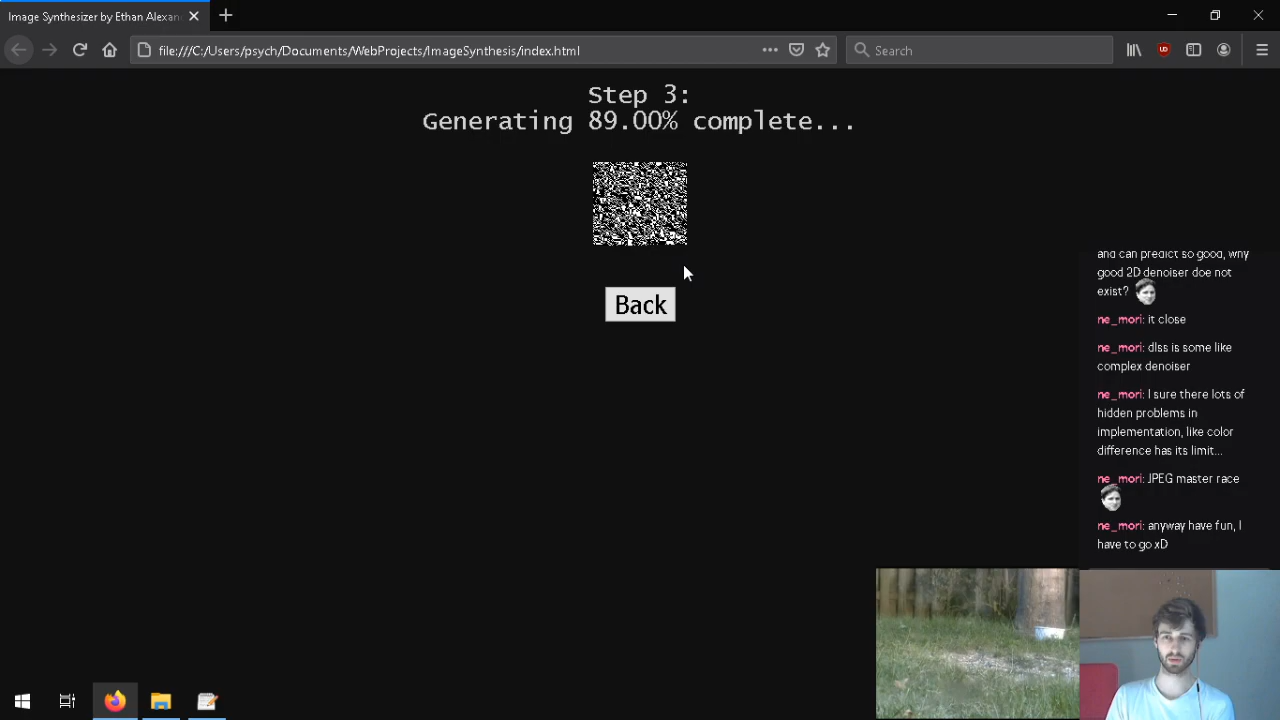 Image Synthesizer by Ethan Alexan
file:///C:/Users/psych/Documents/WebProjects/ImageSynthesis/index.html
Search
Step 3:
Generating 89.00% complete...
Back
and can predict so good, why
good 2D denoiser doe not
exist?
ne_mori: it close
ne_mori: dlss is some like
complex denoiser
ne_mori: I sure there lots of
hidden problems in
implementation, like color
difference has its limit...
ne_mori: JPEG master race
ne_mori: anyway have fun, I
have to go xD